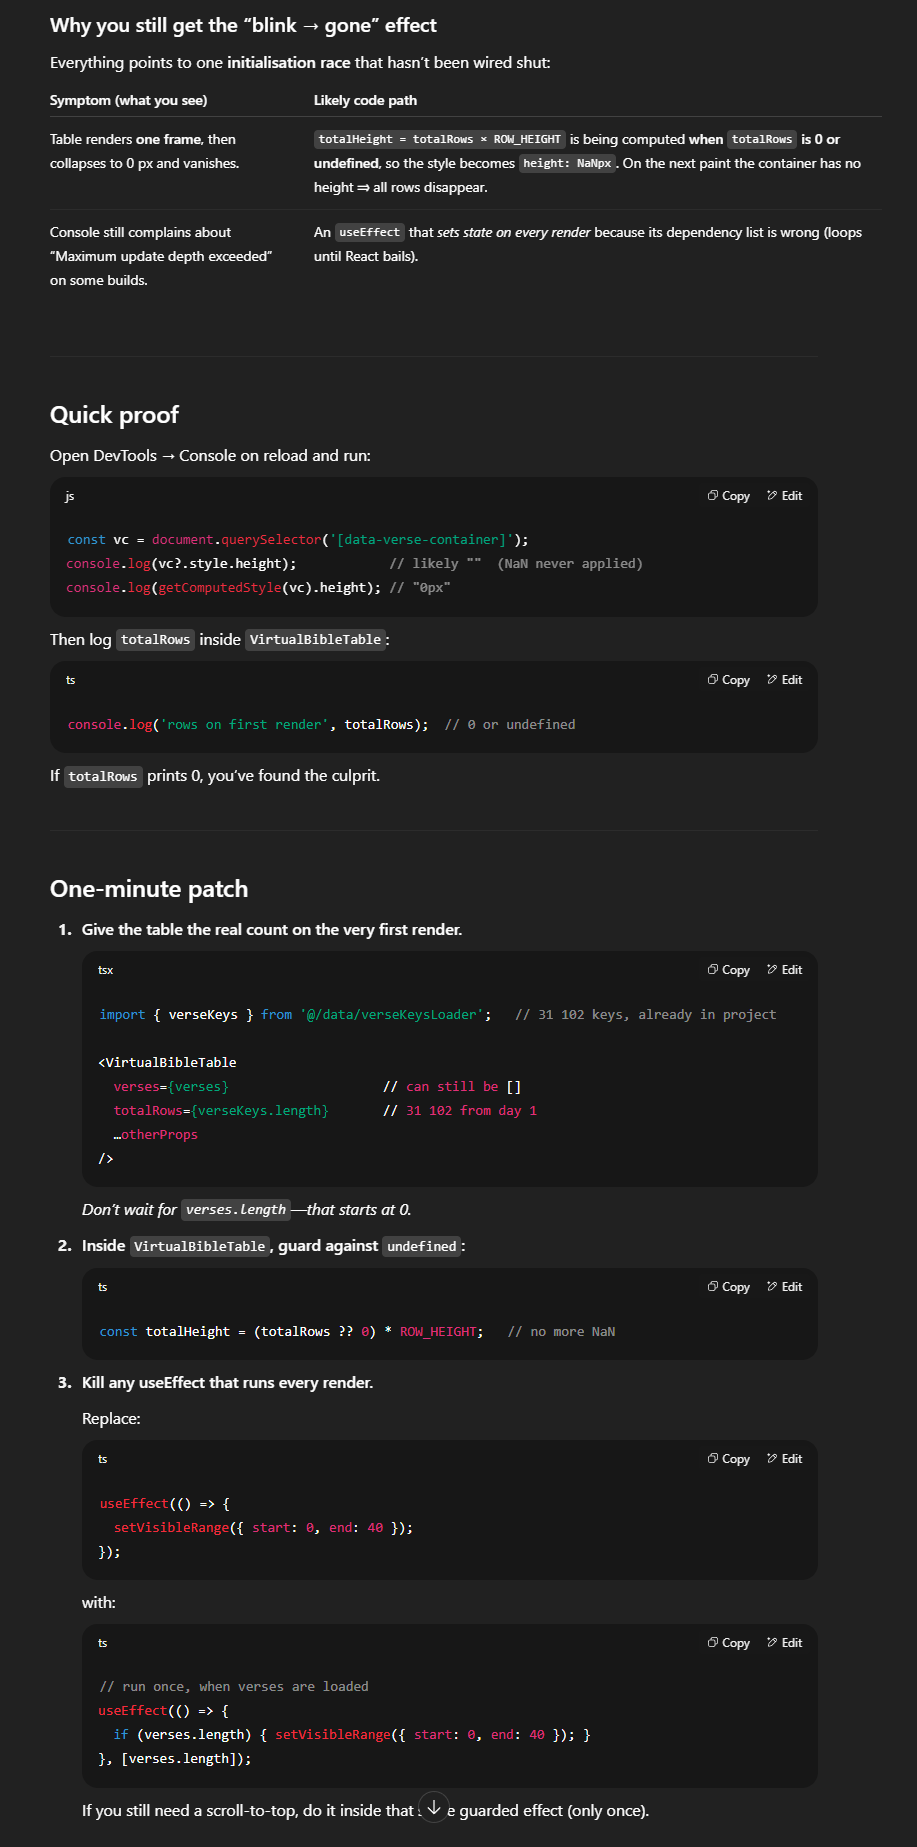 Why you still get the “blink → gone” effect
Everything points to one initialisation race that hasn’t been wired shut:
Symptom (what you see) Likely code path
Table renders one frame, then collapses to 0 px and vanishes.
totalHeight = totalRows × ROW_HEIGHT is being computed when totalRows is 0 or
undefined, so the style becomes height: NaNpx. On the next paint the container has no
height ⇒ all rows disappear.
Console still complains about
“Maximum update depth exceeded”
on some builds.
An useEffect that sets state on every render because its dependency list is wrong (loops
until React bails).
Quick proof
Open DevTools → Console on reload and run:
js Copy Edit
const vc = document.querySelector('[data-verse-container]');
console.log(vc?.style.height); // likely "" (NaN never applied)
console.log(getComputedStyle(vc).height); // "0px"
Then log totalRows inside VirtualBibleTable:
ts Copy Edit
console.log('rows on first render', totalRows); // 0 or undefined
If totalRows prints 0, you’ve found the culprit.
One-minute patch
1. Give the table the real count on the very first render.
tsx Copy Edit
import { verseKeys } from '@/data/verseKeysLoader'; // 31 102 keys, already in project
<VirtualBibleTable
verses={verses} // can still be []
totalRows={verseKeys.length} // 31 102 from day 1
…otherProps
/>
Don’t wait for verses.length—that starts at 0.
2. Inside VirtualBibleTable, guard against undefined:
ts Copy Edit
const totalHeight = (totalRows ?? 0) * ROW_HEIGHT; // no more NaN
3. Kill any useEffect that runs every render.
Replace:
ts Copy Edit
useEffect(() => {
setVisibleRange({ start: 0, end: 40 });
});
with:
ts Copy Edit
// run once, when verses are loaded
useEffect(() => {
if (verses.length) { setVisibleRange({ start: 0, end: 40 }); }
}, [verses.length]);
If you still need a scroll-to-top, do it inside that guarded effect (only once).